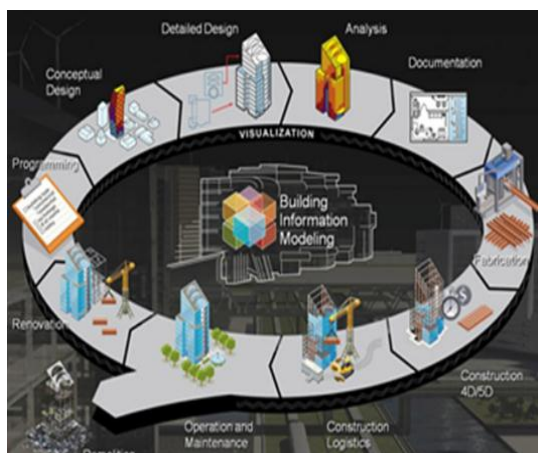 Detailed Design
Analysis
Conceptual
Design
Documentation
VISUALIZATION
Programming
Building
Information
Modeling
Fabrication
Renovation
Construction
4D/5D
Operation and
Maintenance
Construction
Logistics
Demolition